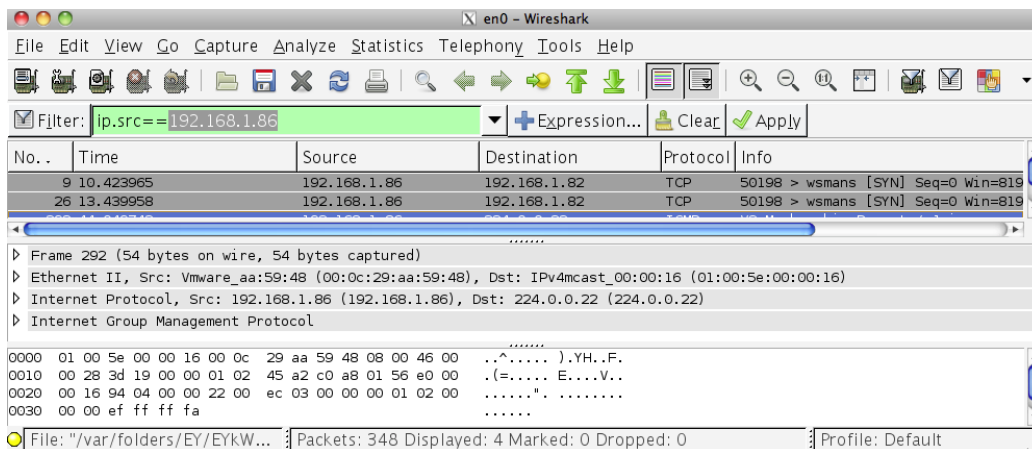 en0 – Wireshark
File Edit View Go Capture Analyze Statistics Telephony Tools Help
Filter: ip.src==192.168.1.86 Expression... Clear Apply
No. . Time Source Destination Protocol Info
9 10.423965 192.168.1.86 192.168.1.82 TCP 50198 > wsmans [SYN] Seq=0 Win=819
26 13.439958 192.168.1.86 192.168.1.82 TCP 50198 > wsmans [SYN] Seq=0 Win=819
Frame 292 (54 bytes on wire, 54 bytes captured)
Ethernet II, Src: Vmware_aa:59:48 (00:0c:29:aa:59:48), Dst: IPv4mcast_00:00:16 (01:00:5e:00:00:16)
Internet Protocol, Src: 192.168.1.86 (192.168.1.86), Dst: 224.0.0.22 (224.0.0.22)
Internet Group Management Protocol
0000 01 00 5e 00 00 16 00 0c 29 aa 59 48 08 00 46 00 ..^..... ).YH..F.
0010 00 28 3d 19 00 00 01 02 45 a2 c0 a8 01 56 e0 00 .(=..... E....V..
0020 00 16 94 04 00 00 22 00 ec 03 00 00 00 01 02 00 ......". ........
0030 00 00 ef ff ff fa ......
File: "/var/folders/EY/EYkW... Packets: 348 Displayed: 4 Marked: 0 Dropped: 0 Profile: Default